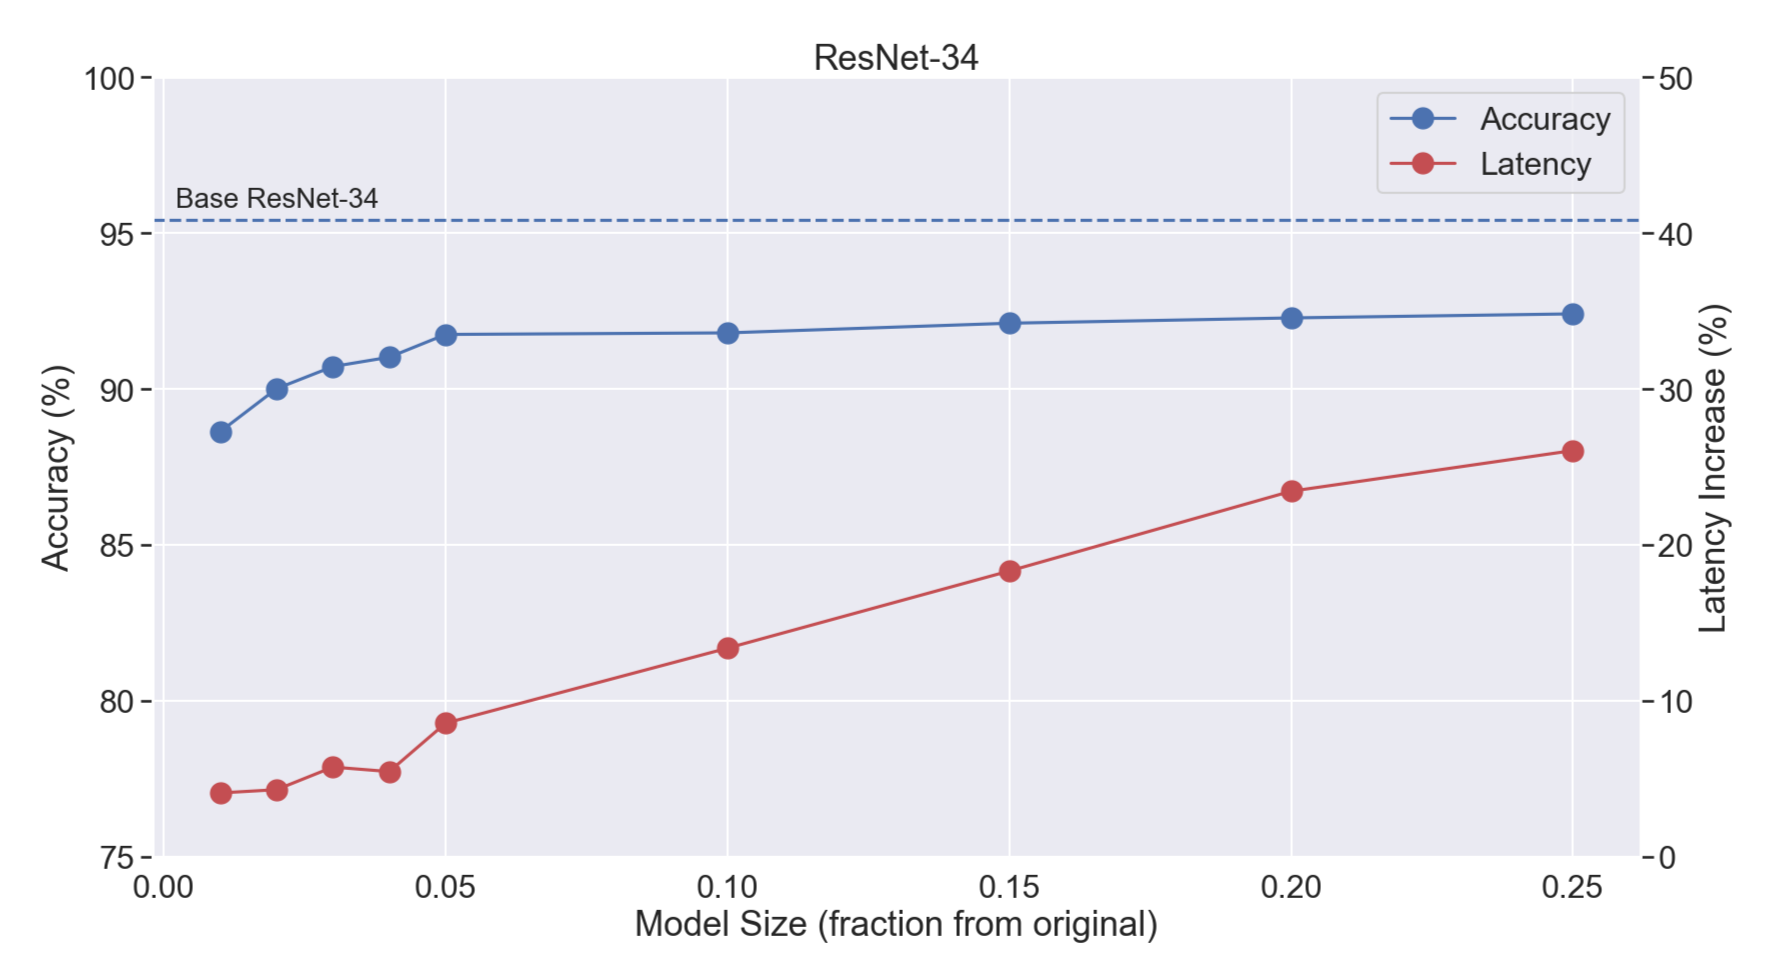 ResNet-34
100
95
90
85
80
75
Accuracy (%)
Base ResNet-34
Accuracy
Latency
50
40
30
20
10
0
Latency Increase (%)
0.00 0.05 0.10 0.15 0.20 0.25
Model Size (fraction from original)